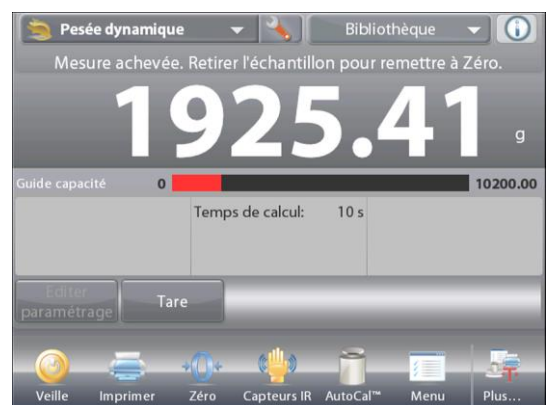 Pesée dynamique Bibliothèque
Mesure achevée. Retirer l'échantillon pour remettre à Zéro.
1925.41 g
Guide capacité 0 10200.00
Temps de calcul: 10 s
Editer
paramétrage
Tare
Veille Imprimer Zéro Capteurs IR AutoCal™ Menu Plus...